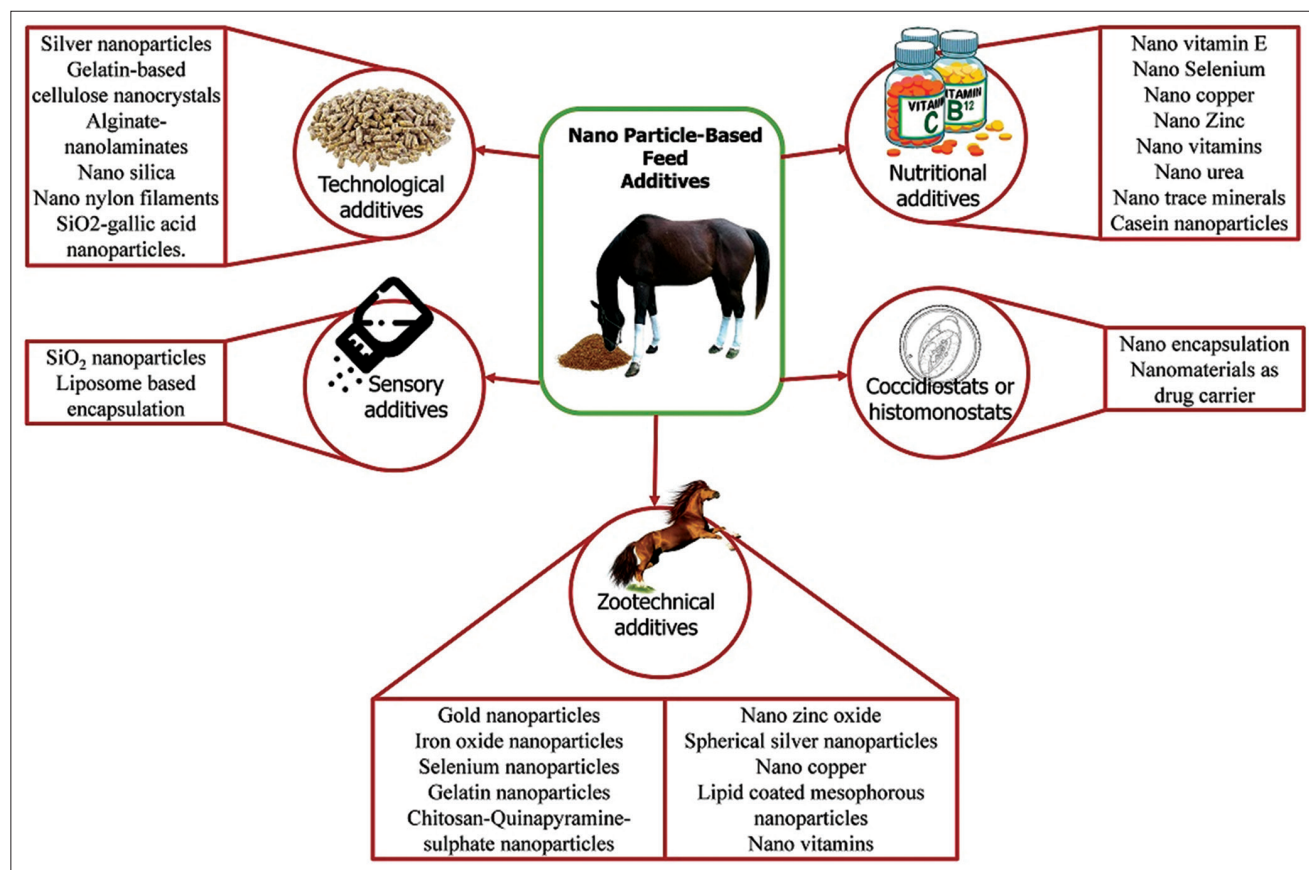 Silver nanoparticles
Gelatin-based
cellulose nanocrystals
Alginate-
nanolaminates
Nano silica
Nano nylon filaments
SiO2-gallic acid
nanoparticles.
Technological
additives
Nano Particle-Based
Feed
Additives
VITAMIN
C
VITAMIN
B12
Nutritional
additives
Nano vitamin E
Nano Selenium
Nano copper
Nano Zinc
Nano vitamins
Nano urea
Nano trace minerals
Casein nanoparticles
SiO₂ nanoparticles
Liposome based
encapsulation
Sensory
additives
Coccidiostats or
histomonostats
Nano encapsulation
Nanomaterials as
drug carrier
Zootechnical
additives
Gold nanoparticles
Iron oxide nanoparticles
Selenium nanoparticles
Gelatin nanoparticles
Chitosan-Quinapyramine-
sulphate nanoparticles
Nano zinc oxide
Spherical silver nanoparticles
Nano copper
Lipid coated mesophorous
nanoparticles
Nano vitamins